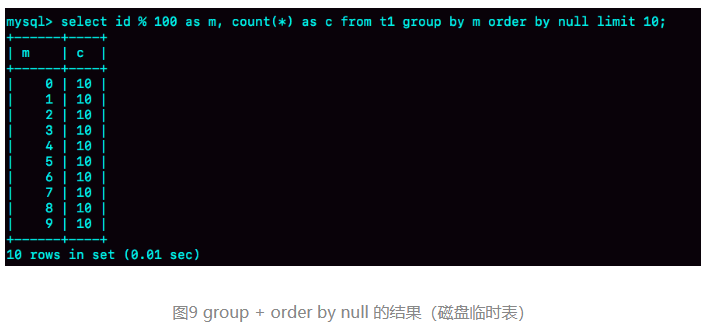 mysql> select id % 100 as m, count(*) as c from t1 group by m order by null limit 10;
+------+----+
| m    | c  |
+------+----+
|    0 | 10 |
|    1 | 10 |
|    2 | 10 |
|    3 | 10 |
|    4 | 10 |
|    5 | 10 |
|    6 | 10 |
|    7 | 10 |
|    8 | 10 |
|    9 | 10 |
+------+----+
10 rows in set (0.01 sec)
图9 group + order by null 的结果（磁盘临时表）